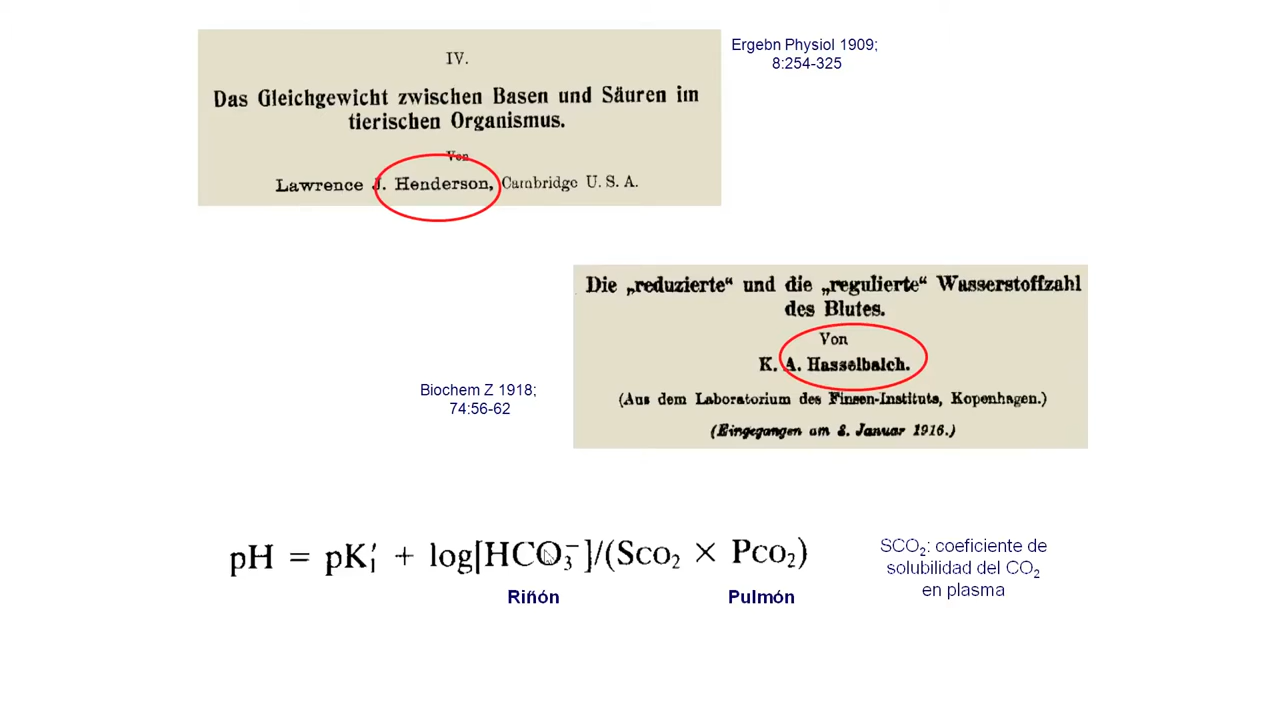 IV.
Das Gleichgewicht zwischen Basen und Säuren im
tierischen Organismus.
Von
Lawrence J. Henderson, Cambridge U. S. A.
Ergebn Physiol 1909;
8:254-325
Die „reduzierte“ und die „regulierte“ Wasserstoffzahl
des Blutes.
Von
K. A. Hasselbalch.
(Aus dem Laboratorium des Finsen-Instituts, Kopenhagen.)
(Eingegangen am 8. Januar 1916.)
Biochem Z 1918;
74:56-62
pH = pK₁′ + log[HCO₃⁻]/(Sco₂ × Pco₂)
Riñón Pulmón
SCO₂: coeficiente de
solubilidad del CO₂
en plasma